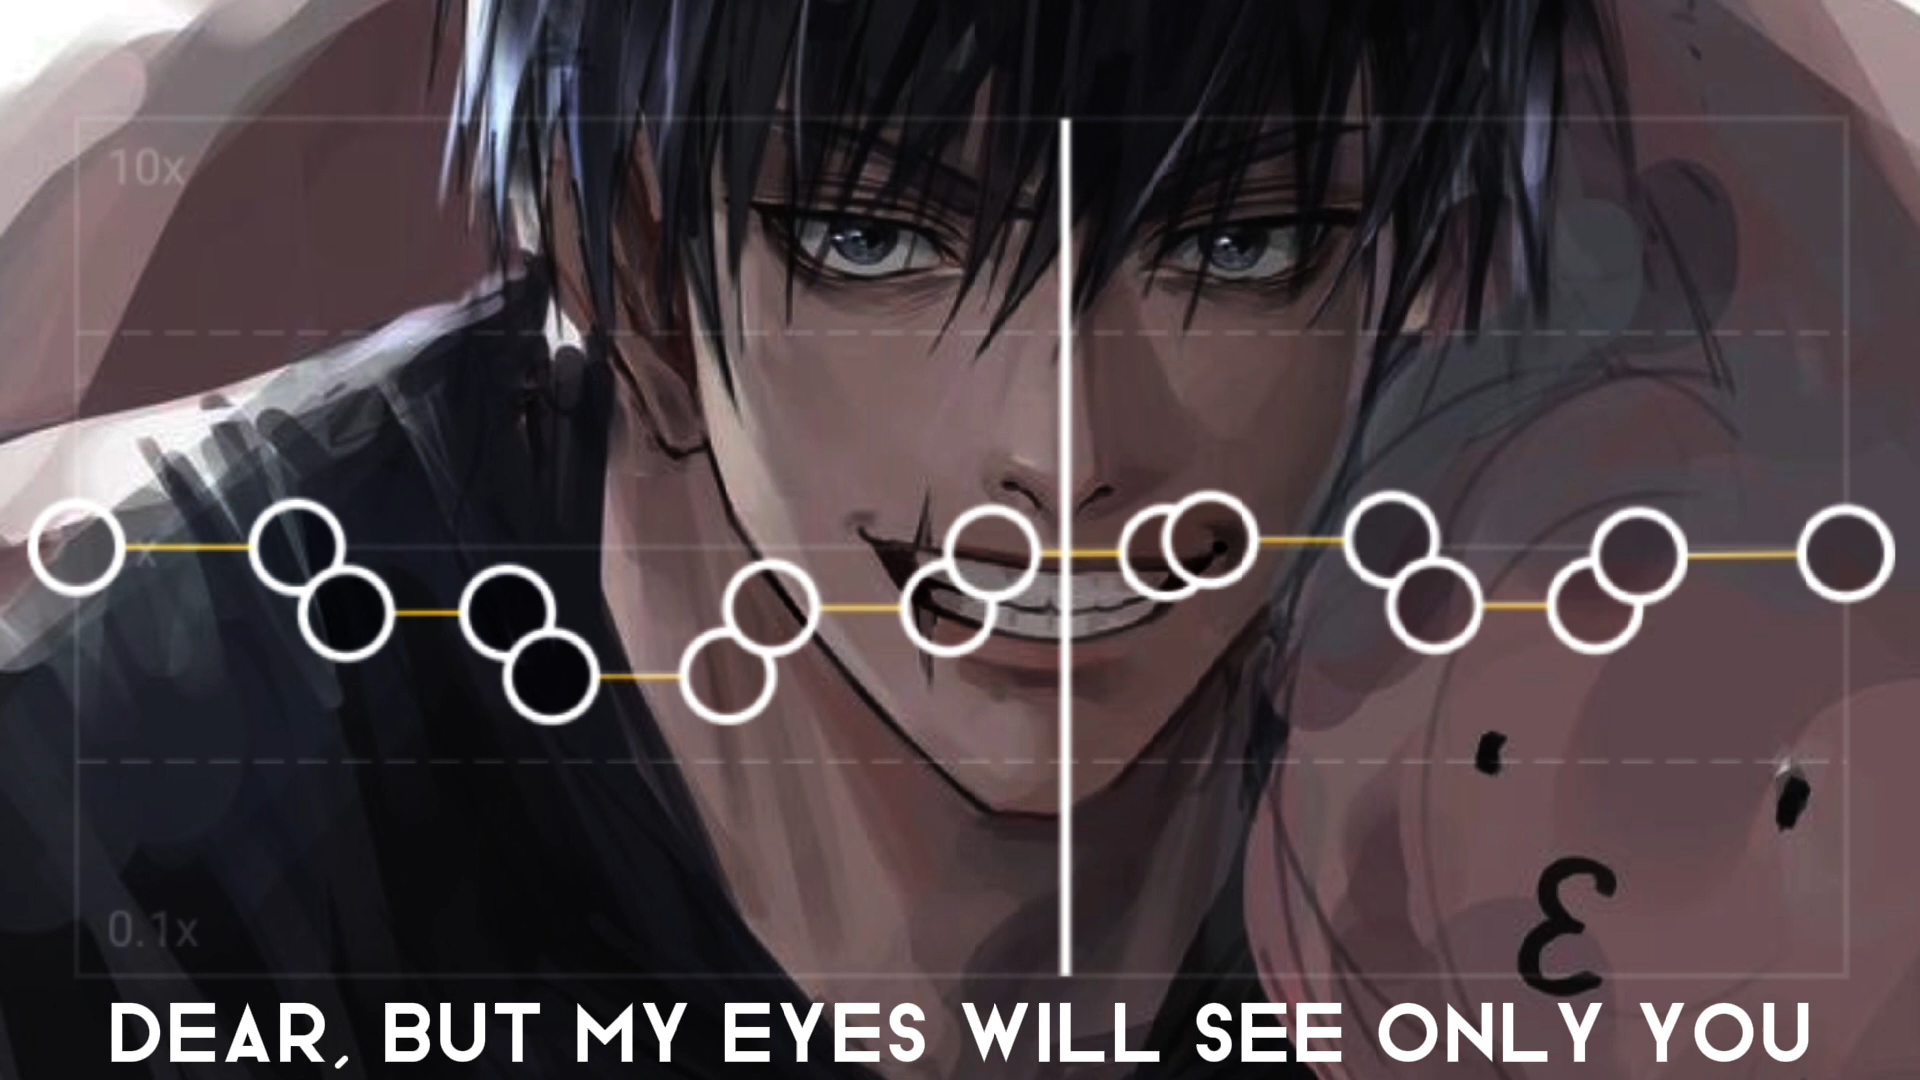 10x
x
0.1x
ε
DEAR, BUT MY EYES WILL SEE ONLY YOU